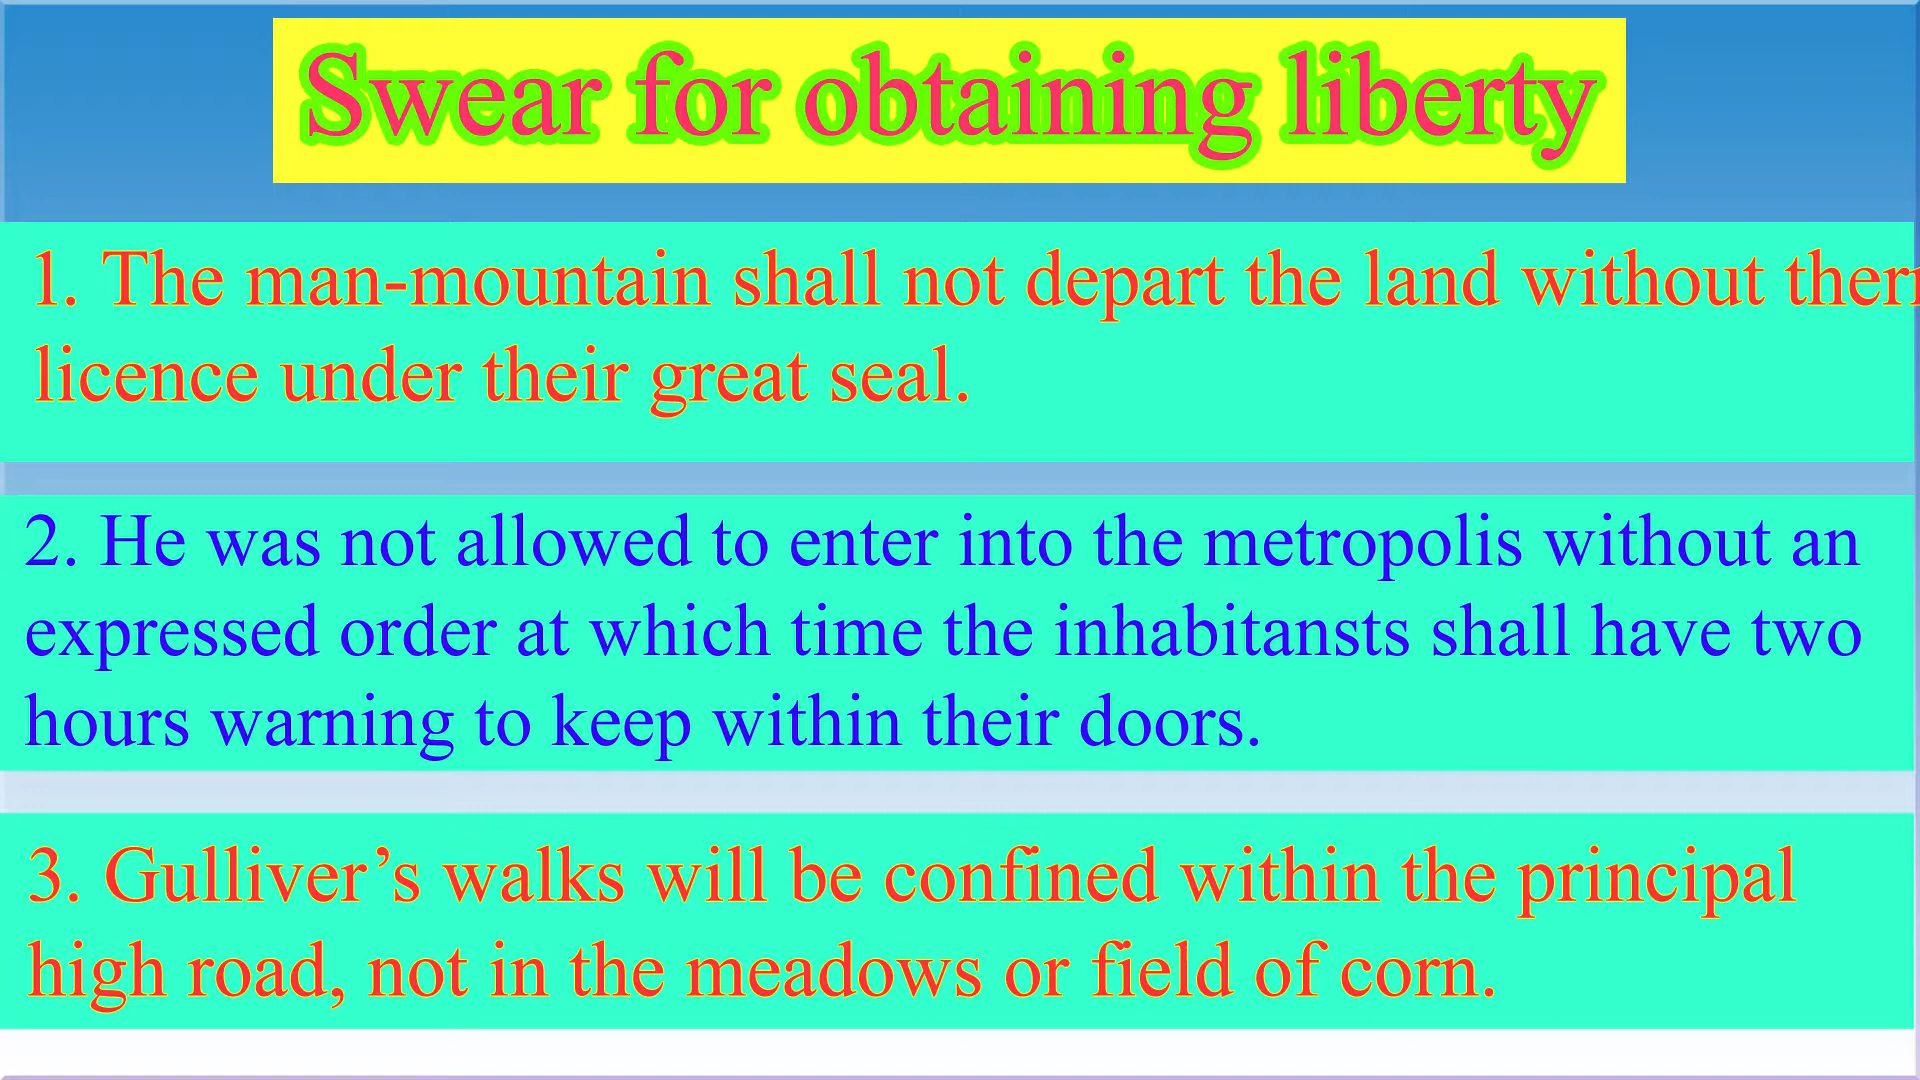 Swear for obtaining liberty
1. The man-mountain shall not depart the land without
licence under their great seal.
2. He was not allowed to enter into the metropolis without an
expressed order at which time the inhabitansts shall have two
hours warning to keep within their doors.
3. Gulliver’s walks will be confined within the principal
high road, not in the meadows or field of corn.